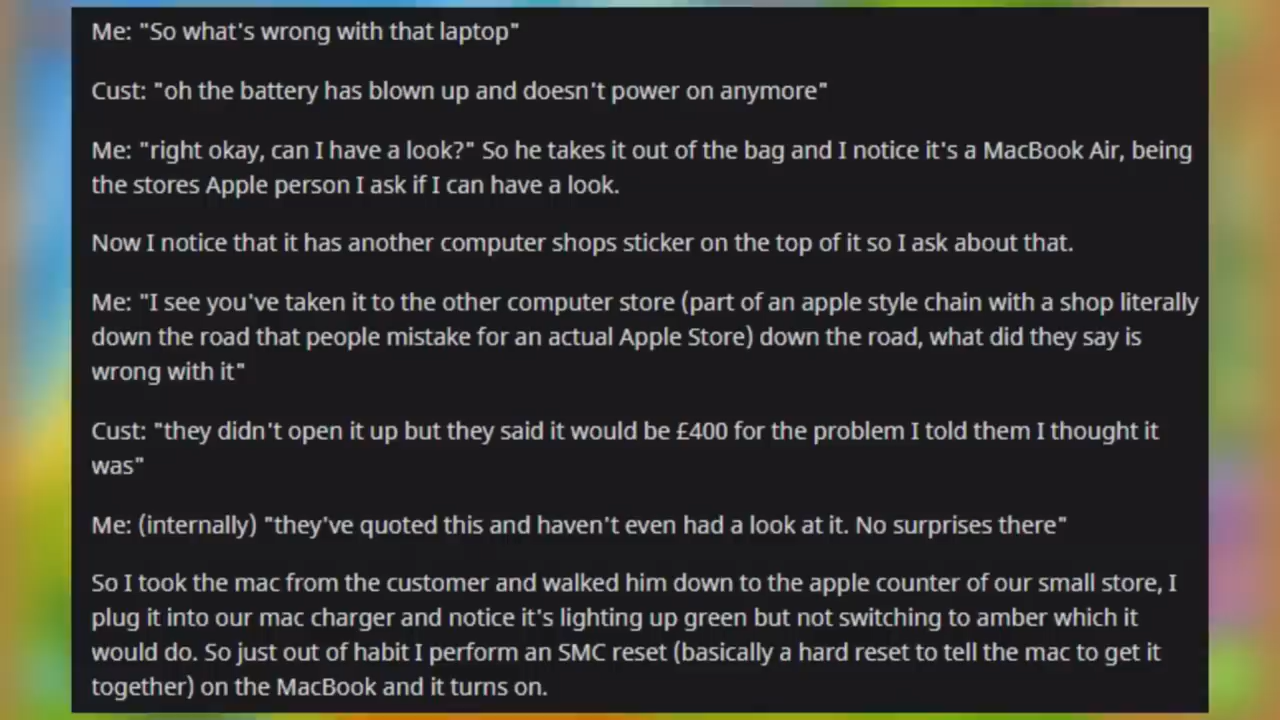 Me: "So what's wrong with that laptop"
Cust: "oh the battery has blown up and doesn't power on anymore"
Me: "right okay, can I have a look?" So he takes it out of the bag and I notice it's a MacBook Air, being
the stores Apple person I ask if I can have a look.
Now I notice that it has another computer shops sticker on the top of it so I ask about that.
Me: "I see you've taken it to the other computer store (part of an apple style chain with a shop literally
down the road that people mistake for an actual Apple Store) down the road, what did they say is
wrong with it"
Cust: "they didn't open it up but they said it would be £400 for the problem I told them I thought it
was"
Me: (internally) "they've quoted this and haven't even had a look at it. No surprises there"
So I took the mac from the customer and walked him down to the apple counter of our small store, I
plug it into our mac charger and notice it's lighting up green but not switching to amber which it
would do. So just out of habit I perform an SMC reset (basically a hard reset to tell the mac to get it
together) on the MacBook and it turns on.